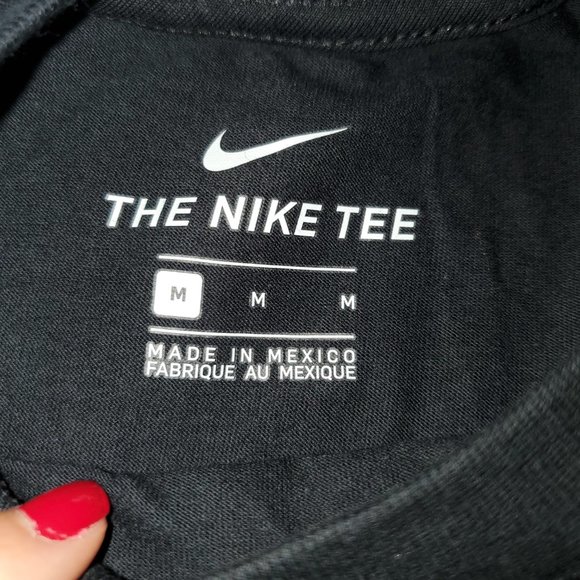 THE NIKE TEE
M M M
MADE IN MEXICO
FABRIQUE AU MEXIQUE